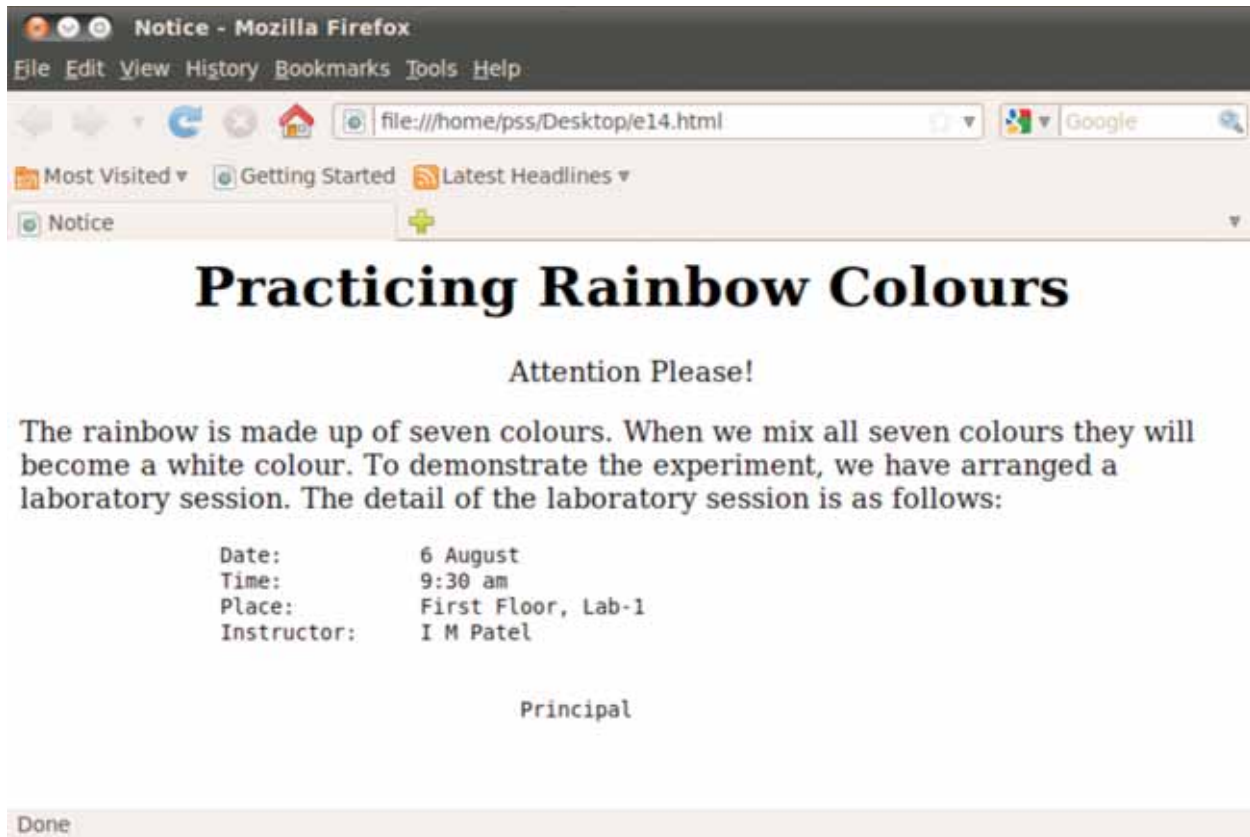 Notice - Mozilla Firefox
File Edit View History Bookmarks Tools Help
file:///home/pss/Desktop/e14.html
Google
Most Visited Getting Started Latest Headlines
Notice
Practicing Rainbow Colours
Attention Please!
The rainbow is made up of seven colours. When we mix all seven colours they will
become a white colour. To demonstrate the experiment, we have arranged a
laboratory session. The detail of the laboratory session is as follows:
Date: 6 August
Time: 9:30 am
Place: First Floor, Lab-1
Instructor: I M Patel
Principal
Done